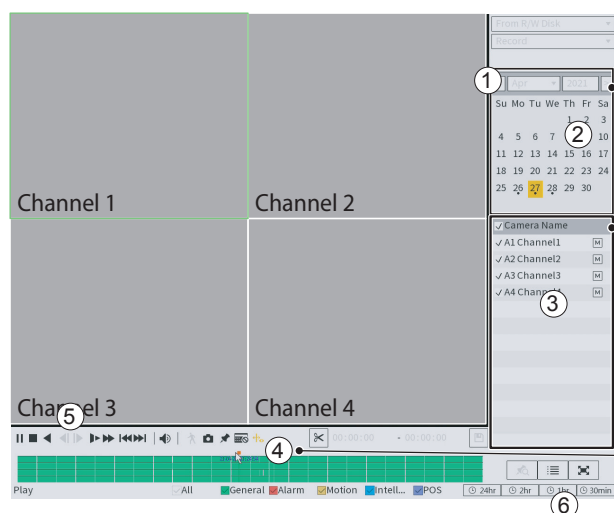 From R/W Disk
Record
1
Apr 2021
Su Mo Tu We Th Fr Sa
1 2 3
4 5 6 7 2 10
11 12 13 14 15 16 17
18 19 20 21 22 23 24
25 26 27 28 29 30
Channel 1
Channel 2
Camera Name
A1 Channel1 M
A2 Channel2 M
A3 Channel3 M
A4 Channel4 M
3
Channel 3
Channel 4
5
00:00:00 - 00:00:00
4
Play
All
General
Alarm
Motion
Intell...
POS
24hr
2hr
1hr
30min
6